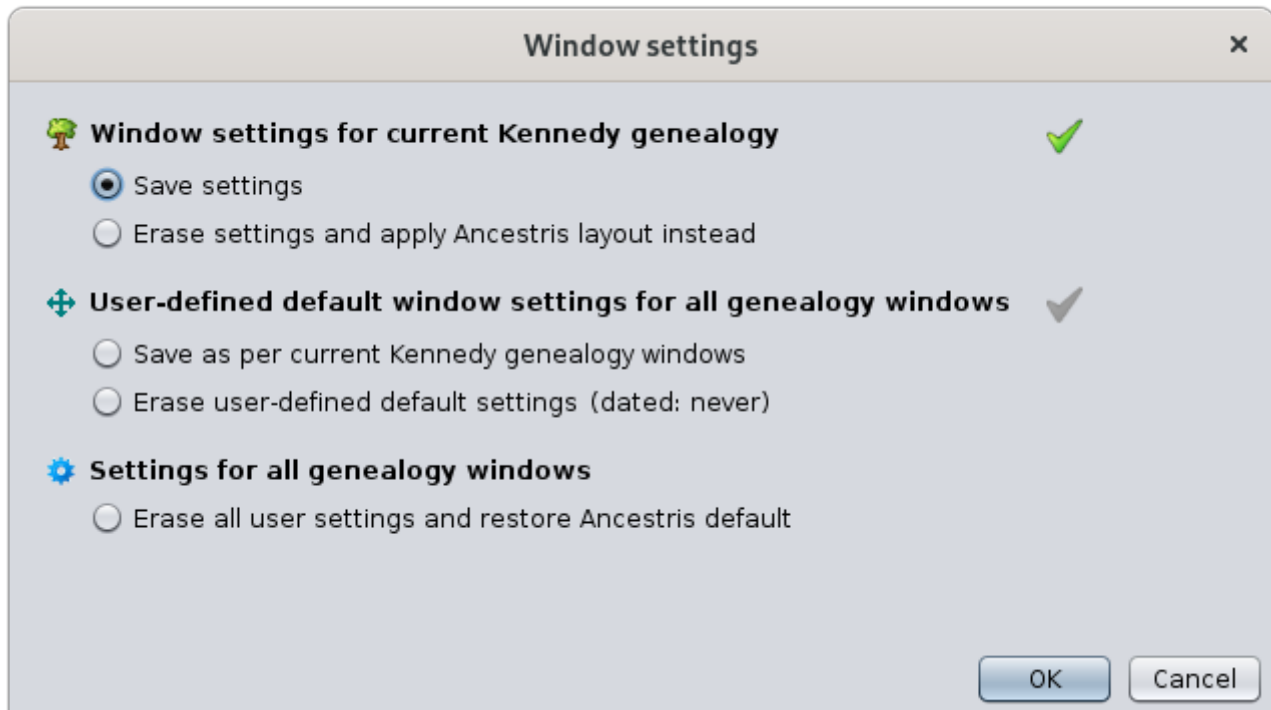 Window settings
Window settings for current Kennedy genealogy
Save settings
Erase settings and apply Ancestris layout instead
User-defined default window settings for all genealogy windows
Save as per current Kennedy genealogy windows
Erase user-defined default settings (dated: never)
Settings for all genealogy windows
Erase all user settings and restore Ancestris default
OK Cancel